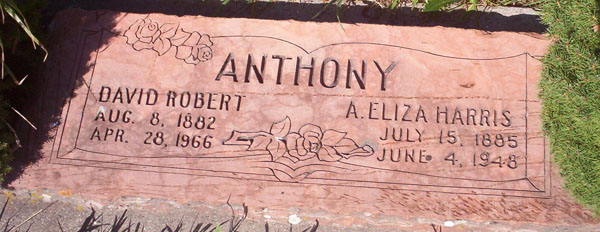 ANTHONY
DAVID ROBERT
AUG. 8, 1882
APR. 28, 1966
A. ELIZA HARRIS
JULY 15, 1885
JUNE 4, 1948